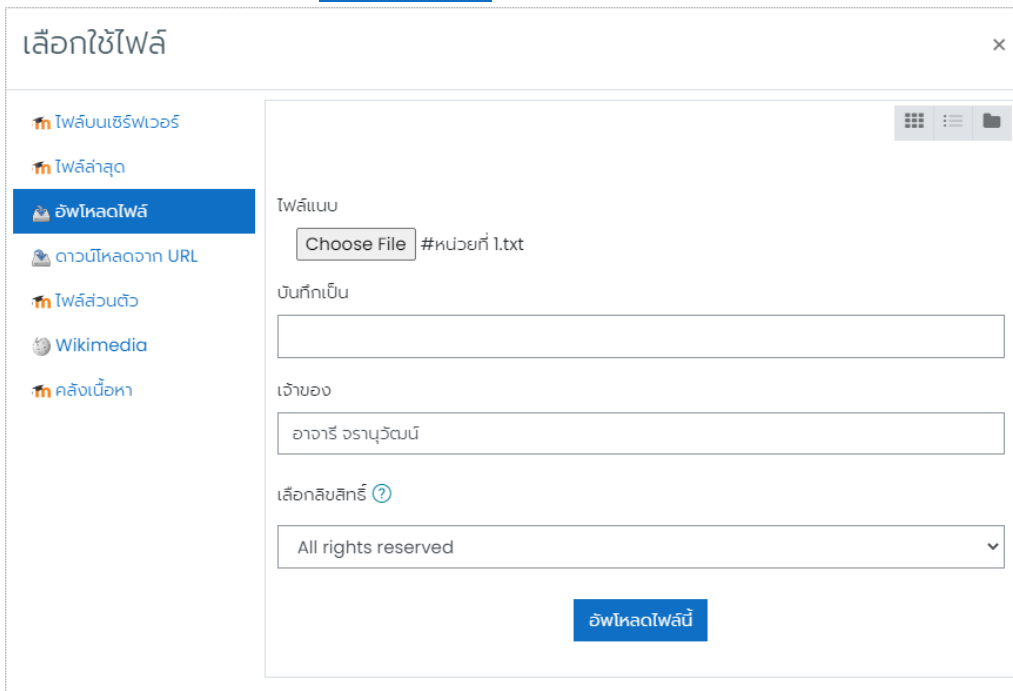 เลือกใช้ไฟล์
×
ไฟล์บนเซิร์ฟเวอร์
ไฟล์ล่าสุด
อัพโหลดไฟล์
ดาวน์โหลดจาก URL
ไฟล์ส่วนตัว
Wikimedia
คลังเนื้อหา
ไฟล์แนบ
Choose File #หน่วยที่ 1.txt
บันทึกเป็น
เจ้าของ
อาจารี จรานุวัฒน์
เลือกลิขสิทธิ์ ?
All rights reserved
อัพโหลดไฟล์นี้